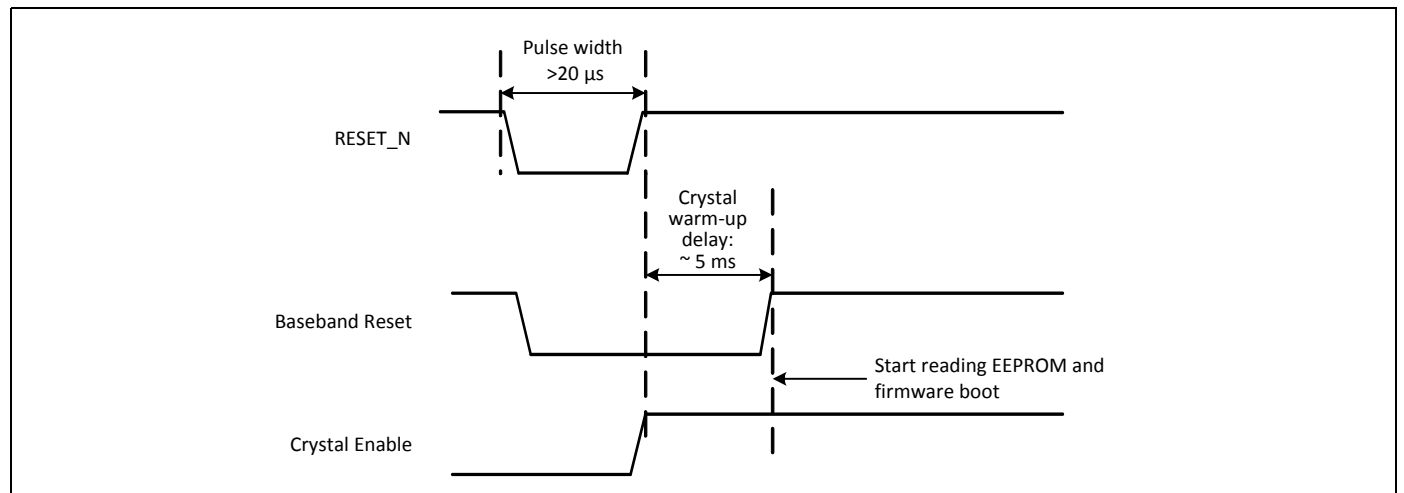 Pulse width
>20 µs
RESET_N
Crystal
warm-up
delay:
~ 5 ms
Baseband Reset
Start reading EEPROM and
firmware boot
Crystal Enable